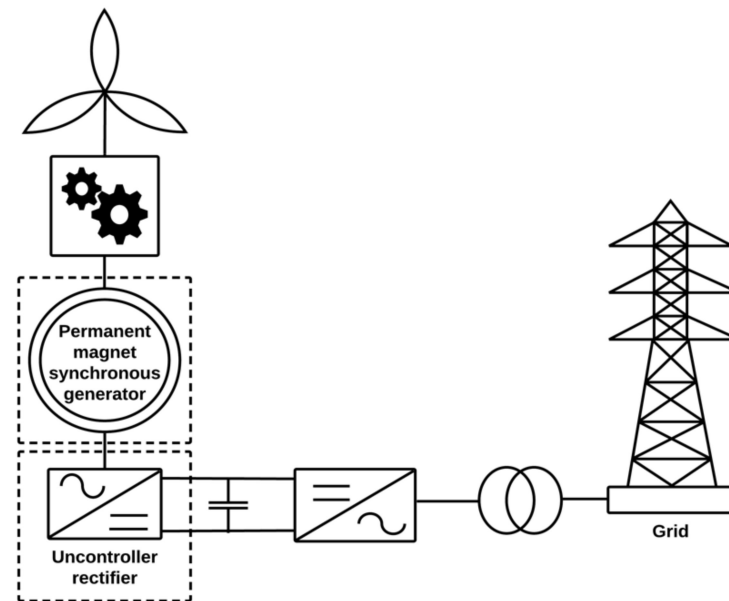 Permanent
magnet
synchronous
generator
Uncontroller
rectifier
Grid